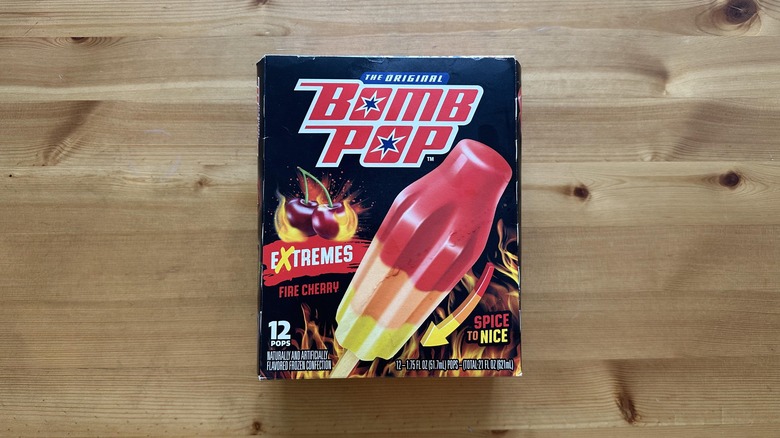 THE ORIGINAL
BOMB
POP™
EXTREMES
FIRE CHERRY
SPICE
TO NICE
12
POPS
NATURALLY AND ARTIFICIALLY
FLAVORED FROZEN CONFECTION
12 - 1.75 FL OZ (51.7mL) POPS - (TOTAL 21 FL OZ (621mL)